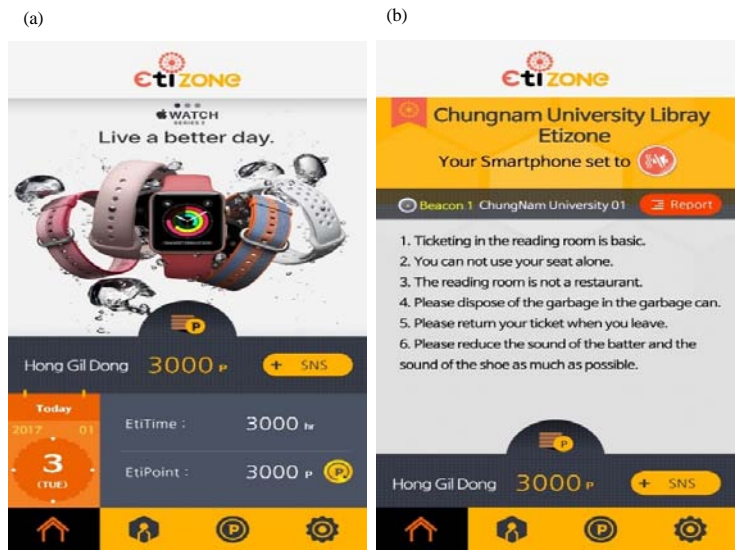 (a)
EtiZONE
WATCH
SERIES 2
Live a better day.
P
Hong Gil Dong 3000 P + SNS
Today
2017 01
3
(TUE)
EtiTime : 3000 hr
EtiPoint : 3000 P P
P
(b)
EtiZONE
Chungnam University Libray
Etizone
Your Smartphone set to
Beacon 1 ChungNam University 01 Report
1. Ticketing in the reading room is basic.
2. You can not use your seat alone.
3. The reading room is not a restaurant.
4. Please dispose of the garbage in the garbage can.
5. Please return your ticket when you leave.
6. Please reduce the sound of the batter and the
sound of the shoe as much as possible.
P
Hong Gil Dong 3000 P + SNS
P